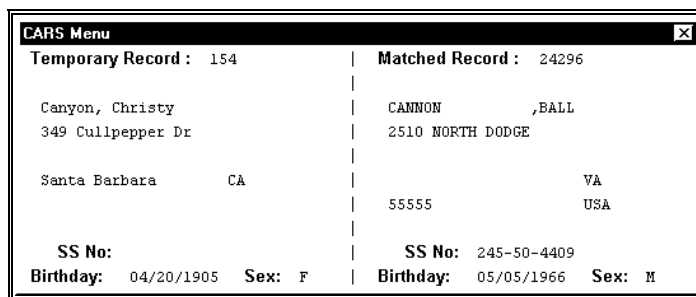 CARS Menu
Temporary Record : 154 | Matched Record : 24296
|
Canyon, Christy | CANNON ,BALL
349 Cullpepper Dr | 2510 NORTH DODGE
|
Santa Barbara CA | VA
| 55555 USA
|
SS No: | SS No: 245-50-4409
Birthday: 04/20/1905 Sex: F | Birthday: 05/05/1966 Sex: M